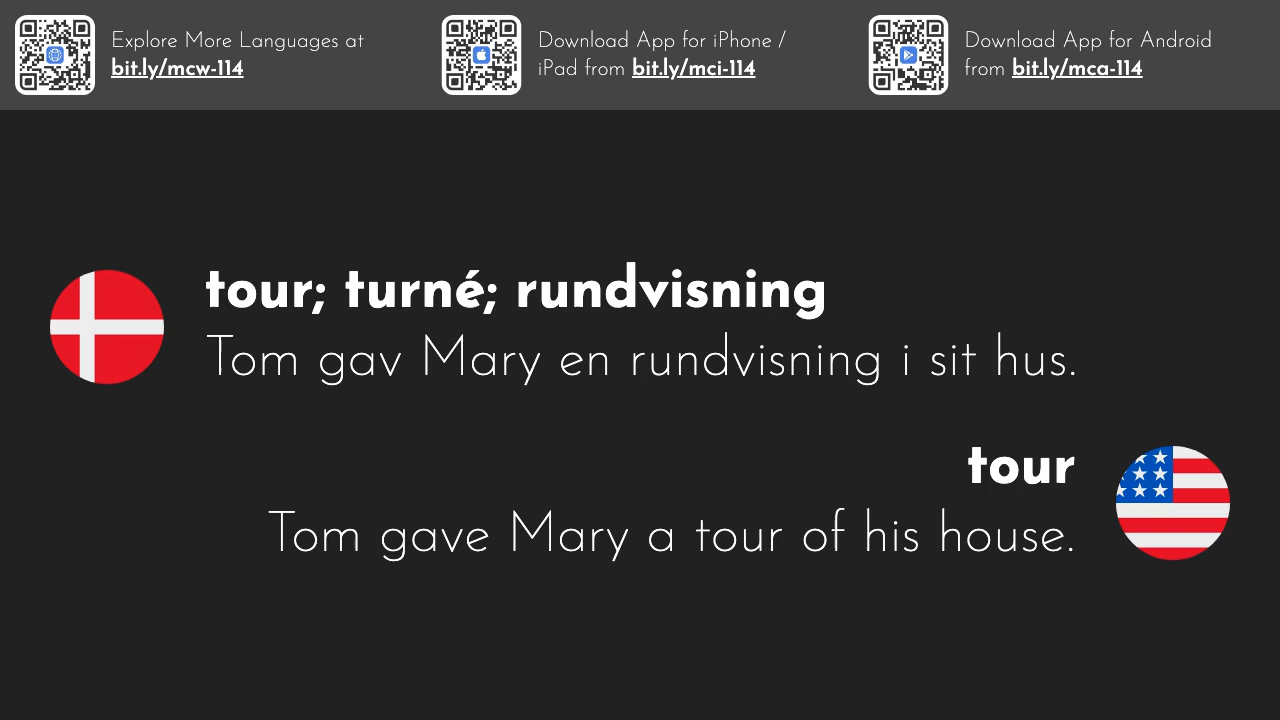 Explore More Languages at
bit.ly/mcw-114
Download App for iPhone /
iPad from bit.ly/mci-114
Download App for Android
from bit.ly/mca-114
tour; turné; rundvisning
Tom gav Mary en rundvisning i sit hus.
tour
Tom gave Mary a tour of his house.